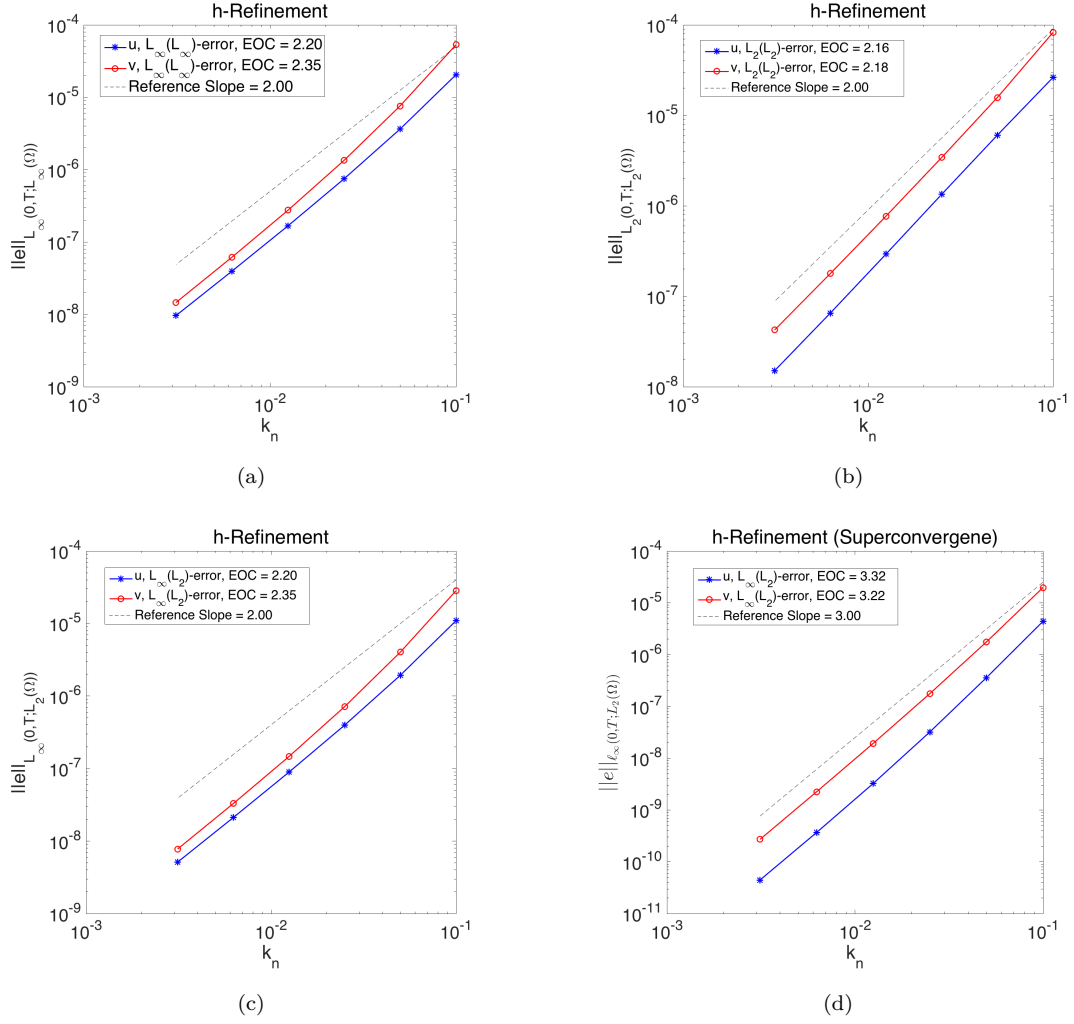 h-Refinement
u, L∞(L∞)-error, EOC = 2.20
v, L∞(L∞)-error, EOC = 2.35
Reference Slope = 2.00
||e||L∞(0,T;L∞(Ω))
10-4
10-5
10-6
10-7
10-8
10-9
10-3
10-2
10-1
kn
(a)
h-Refinement
u, L2(L2)-error, EOC = 2.16
v, L2(L2)-error, EOC = 2.18
Reference Slope = 2.00
||e||L2(0,T;L2(Ω))
10-4
10-5
10-6
10-7
10-8
10-3
10-2
10-1
kn
(b)
h-Refinement
u, L∞(L2)-error, EOC = 2.20
v, L∞(L2)-error, EOC = 2.35
Reference Slope = 2.00
||e||L∞(0,T;L2(Ω))
10-4
10-5
10-6
10-7
10-8
10-9
10-3
10-2
10-1
kn
(c)
h-Refinement (Superconvergene)
u, L∞(L2)-error, EOC = 3.32
v, L∞(L2)-error, EOC = 3.22
Reference Slope = 3.00
||e||ℓ∞(0,T;L2(Ω))
10-4
10-5
10-6
10-7
10-8
10-9
10-10
10-11
10-3
10-2
10-1
kn
(d)